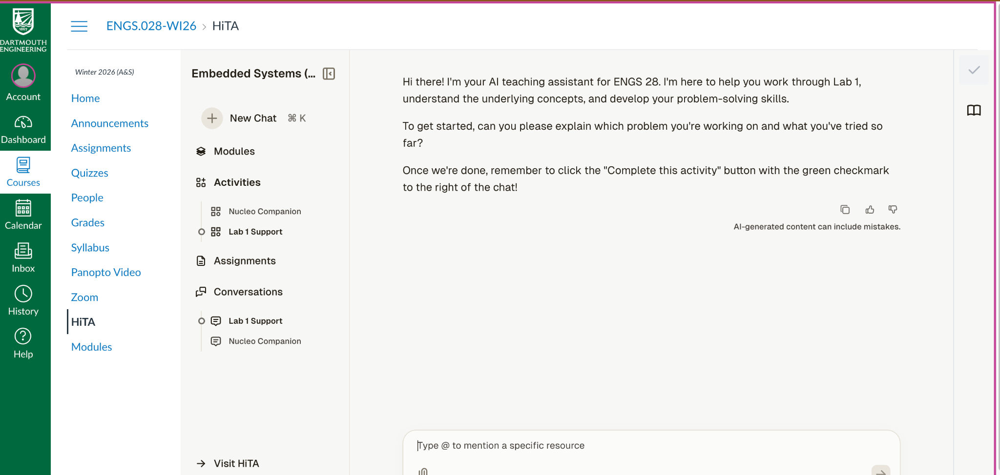 1867
DARTMOUTH
ENGINEERING
Account
Dashboard
Courses
Calendar
Inbox
History
Help
ENGS.028-WI26 > HiTA
Winter 2026 (A&S)
Home
Announcements
Assignments
Quizzes
People
Grades
Syllabus
Panopto Video
Zoom
HiTA
Modules
Embedded Systems (...
New Chat ⌘ K
Modules
Activities
Nucleo Companion
Lab 1 Support
Assignments
Conversations
Lab 1 Support
Nucleo Companion
Visit HiTA
Hi there! I'm your AI teaching assistant for ENGS 28. I'm here to help you work through Lab 1,
understand the underlying concepts, and develop your problem-solving skills.
To get started, can you please explain which problem you're working on and what you've tried so
far?
Once we're done, remember to click the "Complete this activity" button with the green checkmark
to the right of the chat!
AI-generated content can include mistakes.
Type @ to mention a specific resource